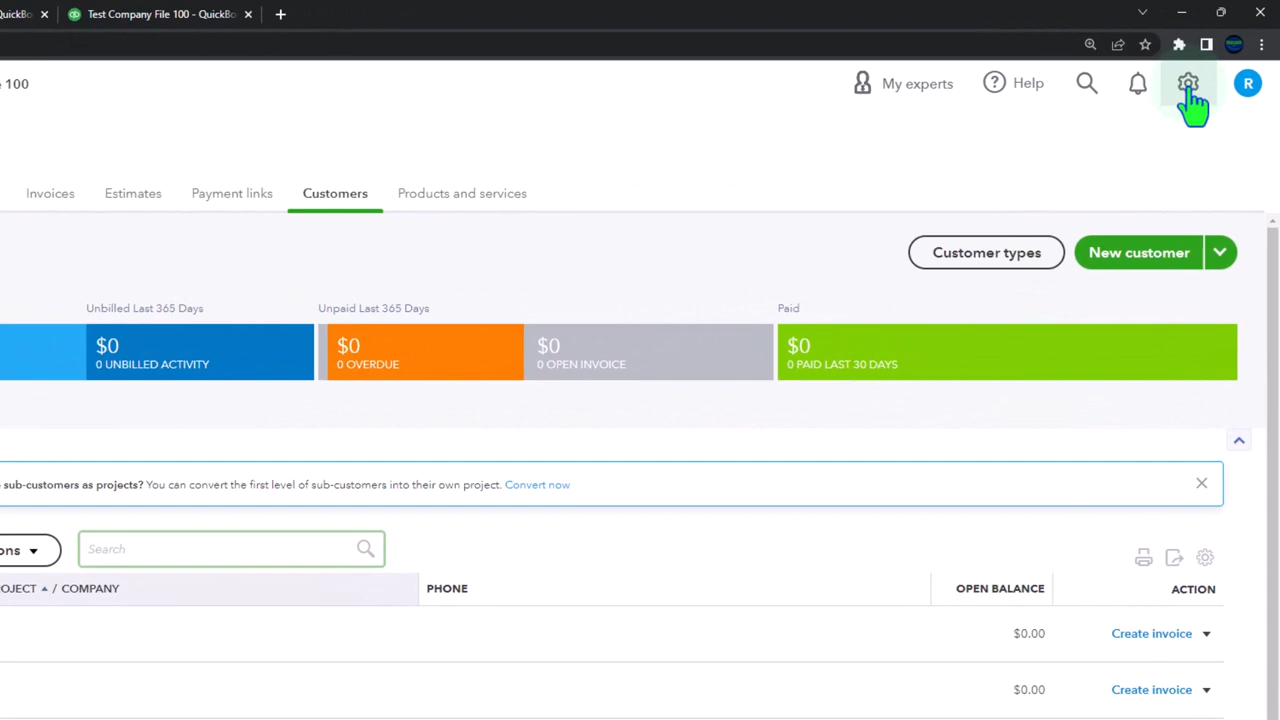 QuickBo
Test Company File 100 - QuickBo
e 100
My experts
Help
R
Invoices
Estimates
Payment links
Customers
Products and services
Customer types
New customer
Unbilled Last 365 Days
Unpaid Last 365 Days
Paid
$0
0 UNBILLED ACTIVITY
$0
0 OVERDUE
$0
0 OPEN INVOICE
$0
0 PAID LAST 30 DAYS
sub-customers as projects? You can convert the first level of sub-customers into their own project. Convert now
ons
Search
OJECT / COMPANY
PHONE
OPEN BALANCE
ACTION
$0.00
Create invoice
$0.00
Create invoice